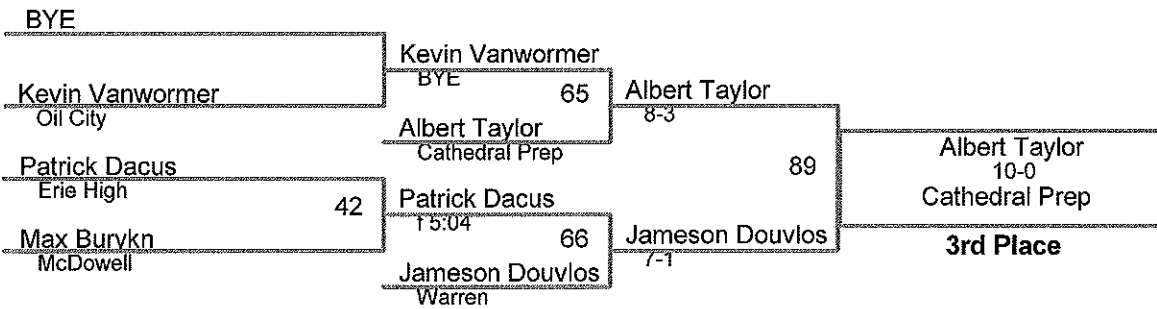 BYE
Kevin Vanwormer
Oil City
Patrick Dacus
Erie High
Max Burvkn
McDowell
42
Kevin Vanwormer
BYE
65
Albert Taylor
Cathedral Prep
Patrick Dacus
f 5:04
66
Jameson Douvlos
Warren
Albert Taylor
8-3
89
Jameson Douvlos
7-1
Albert Taylor
10-0
Cathedral Prep
3rd Place